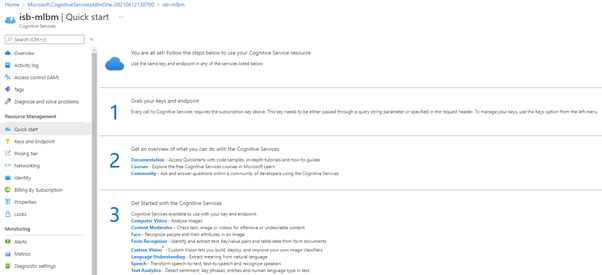 Home > Microsoft.CognitiveServicesAllInOne-20210612130700 > isb-mlbm
isb-mlbm | Quick start ...
Cognitive Services
Search (Ctrl+/) «
Overview
Activity log
Access control (IAM)
Tags
Diagnose and solve problems
Resource Management
Quick start
Keys and Endpoint
Pricing tier
Networking
Identity
Billing By Subscription
Properties
Locks
Monitoring
Alerts
Metrics
Diagnostic settings
You are all set! Follow the steps below to use your Cognitive Service resource
Use the same key and endpoint in any of the services listed below
1 Grab your keys and endpoint
Every call to Cognitive Services requires the subscription key above. This key needs to be either passed through a query string parameter or specified in the request header. To manage your keys, use the Keys option from the left menu
2 Get an overview of what you can do with the Cognitive Services
Documentation - Access Quickstarts with code samples, in-depth tutorials and how-to guides
Courses - Explore the free Cognitive Services courses in Microsoft Learn
Community - Ask and answer questions within a community of developers using the Cognitive Services
3 Get Started with the Cognitive Services
Cognitive Services available to use with your key and endpoint.
Computer Vision - Analyze images
Content Moderator - Check text, image or videos for offensive or undesirable content
Face - Recognize people and their attributes in an image
Form Recognizer - Identify and extract text, key/value pairs and table data from form documents
Custom Vision - Custom Vision lets you build, deploy, and improve your own image classifiers.
Language Understanding - Extract meaning from natural language
Speech - Transform speech-to-text, text-to-speech and recognize speakers
Text Analytics - Detect sentiment, key phrases, entities and human language type in text